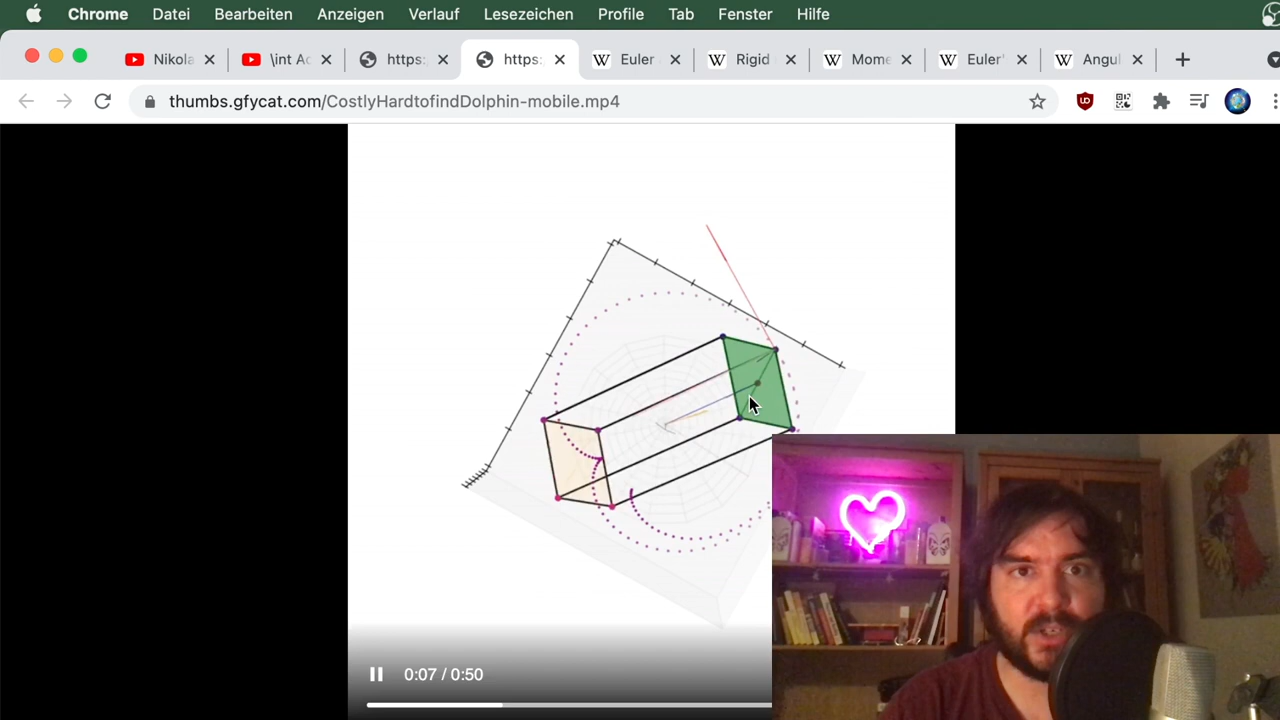 Chrome Datei Bearbeiten Anzeigen Verlauf Lesezeichen Profile Tab Fenster Hilfe
Nikola \int Ac https: https: Euler Rigid Mome Euler' Angul
thumbs.gfycat.com/CostlyHardtofindDolphin-mobile.mp4
0:07 / 0:50